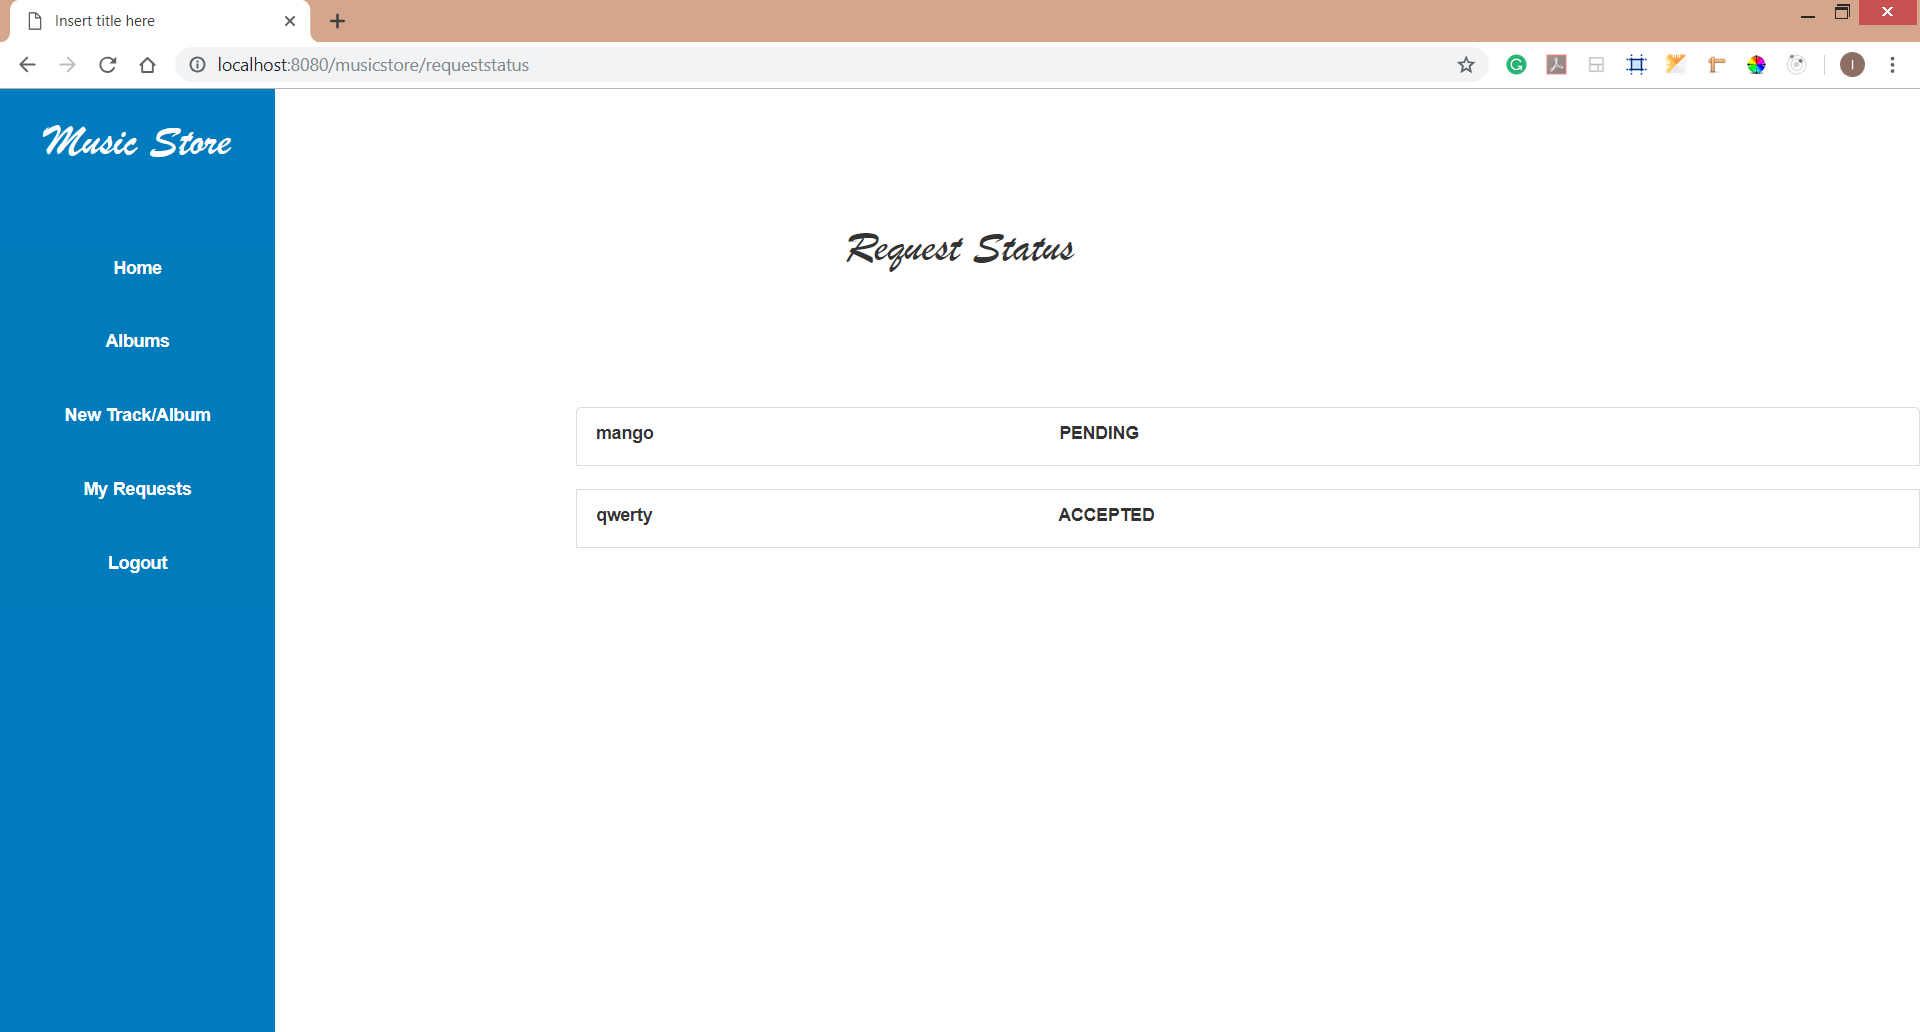 Insert title here
localhost:8080/musicstore/requeststatus
I
Music Store
Home
Albums
New Track/Album
My Requests
Logout
Request Status
mango PENDING
qwerty ACCEPTED